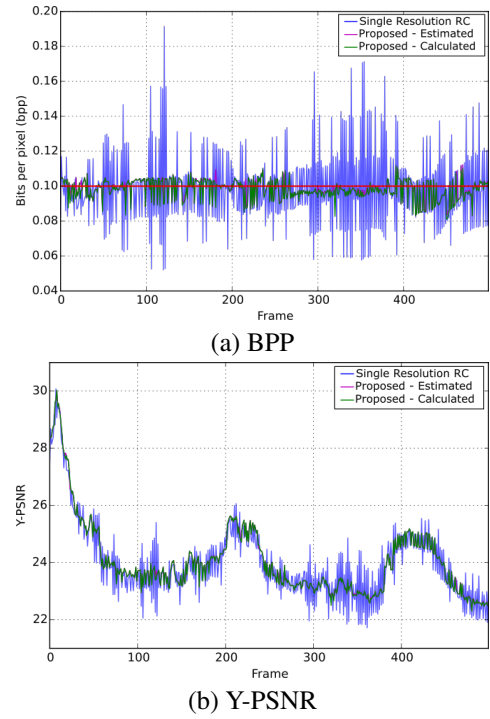 0.20
0.18
0.16
0.14
0.12
0.10
0.08
0.06
0.04
Bits per pixel (bpp)
Single Resolution RC
Proposed - Estimated
Proposed - Calculated
0 100 200 300 400
Frame
(a) BPP
30
28
26
24
22
Y-PSNR
Single Resolution RC
Proposed - Estimated
Proposed - Calculated
0 100 200 300 400
Frame
(b) Y-PSNR